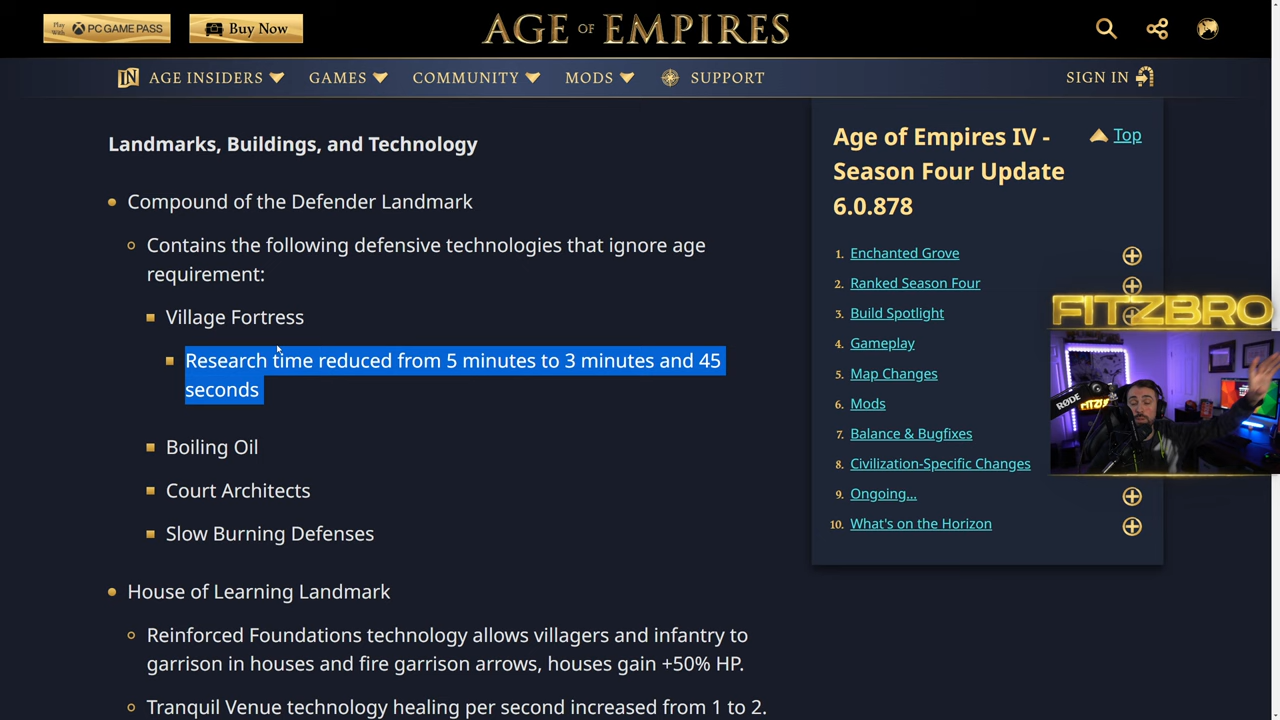 Play With
PC GAME PASS
Buy Now
AGE OF EMPIRES
IN AGE INSIDERS
GAMES
COMMUNITY
MODS
SUPPORT
SIGN IN
Landmarks, Buildings, and Technology
Compound of the Defender Landmark
Contains the following defensive technologies that ignore age
requirement:
Village Fortress
Research time reduced from 5 minutes to 3 minutes and 45
seconds
Boiling Oil
Court Architects
Slow Burning Defenses
House of Learning Landmark
Reinforced Foundations technology allows villagers and infantry to
garrison in houses and fire garrison arrows, houses gain +50% HP.
Tranquil Venue technology healing per second increased from 1 to 2.
Age of Empires IV -
Season Four Update
6.0.878
Top
1. Enchanted Grove
2. Ranked Season Four
3. Build Spotlight
4. Gameplay
5. Map Changes
6. Mods
7. Balance & Bugfixes
8. Civilization-Specific Changes
9. Ongoing...
10. What's on the Horizon
FITZBRO
RØDE